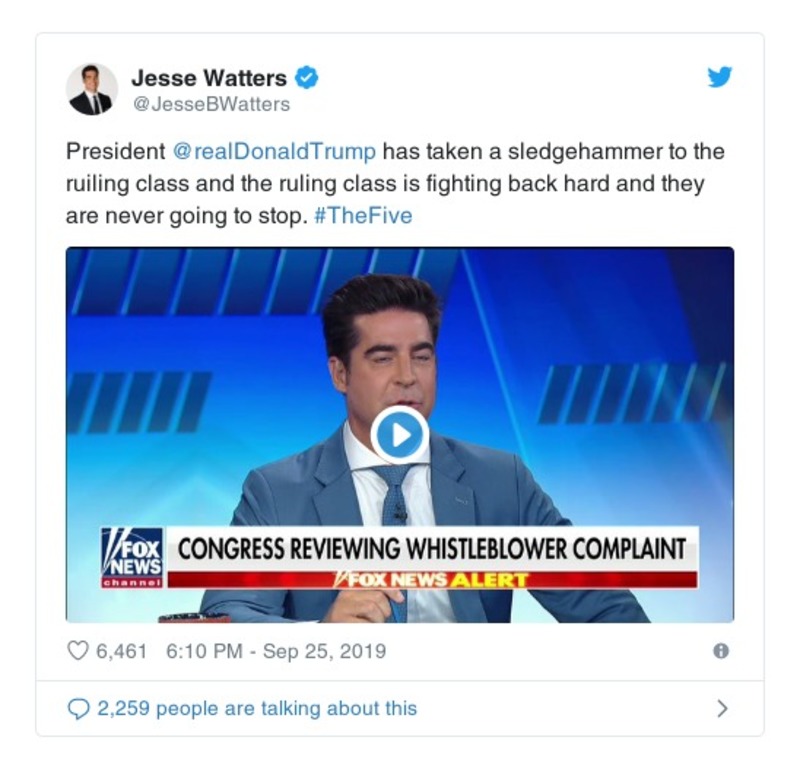 Jesse Watters
@JesseBWatters
President @realDonaldTrump has taken a sledgehammer to the
ruiling class and the ruling class is fighting back hard and they
are never going to stop. #TheFive
FOX
NEWS
channel
CONGRESS REVIEWING WHISTLEBLOWER COMPLAINT
FOX NEWS ALERT
6,461 6:10 PM - Sep 25, 2019
2,259 people are talking about this